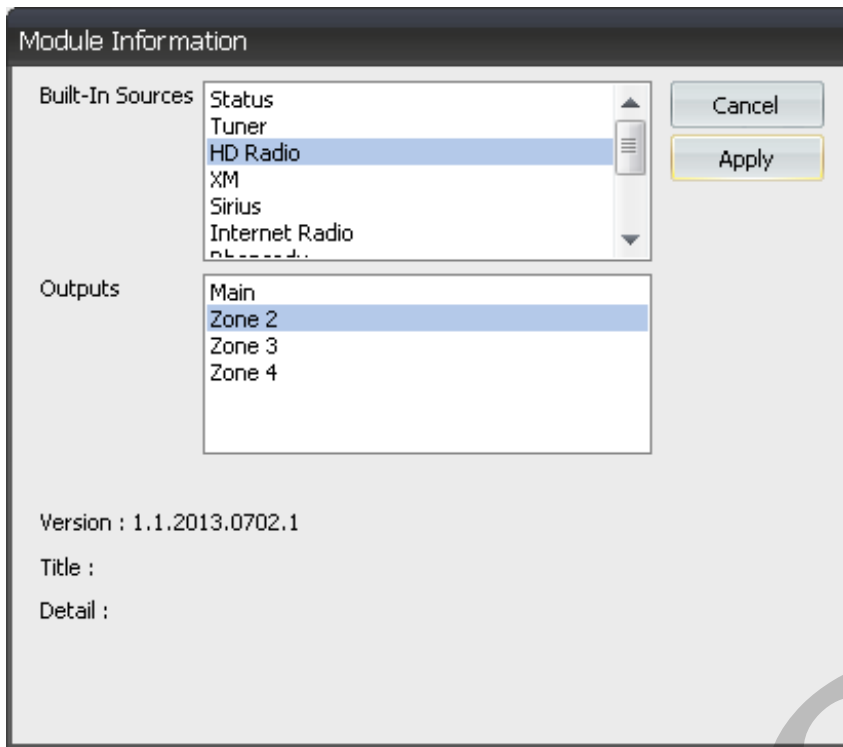 Module Information
Built-In Sources
Status
Tuner
HD Radio
XM
Sirius
Internet Radio
Cancel
Apply
Outputs
Main
Zone 2
Zone 3
Zone 4
Version : 1.1.2013.0702.1
Title :
Detail :